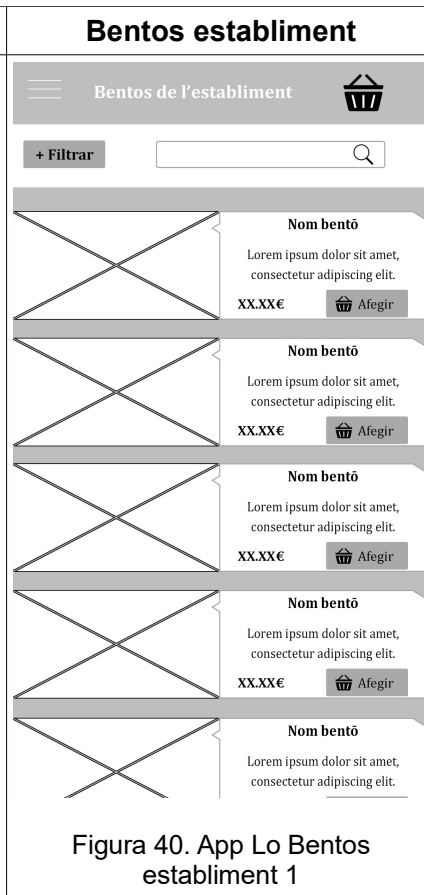 Bentos establiment
Bentos de l'establiment
+ Filtrar
Nom bentō
Lorem ipsum dolor sit amet,
consectetur adipiscing elit.
XX.XX€ Afegir
Nom bentō
Lorem ipsum dolor sit amet,
consectetur adipiscing elit.
XX.XX€ Afegir
Nom bentō
Lorem ipsum dolor sit amet,
consectetur adipiscing elit.
XX.XX€ Afegir
Nom bentō
Lorem ipsum dolor sit amet,
consectetur adipiscing elit.
XX.XX€ Afegir
Nom bentō
Lorem ipsum dolor sit amet,
consectetur adipiscing elit.
Figura 40. App Lo Bentos
establiment 1